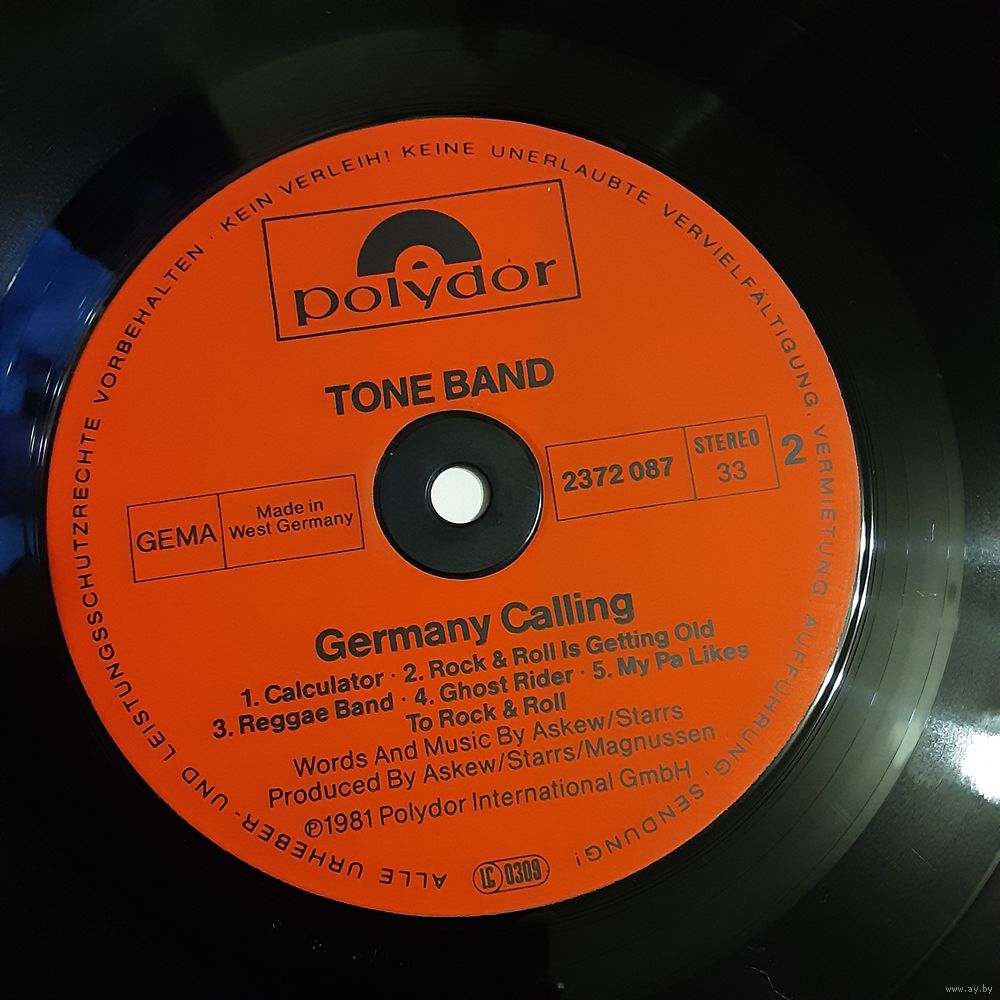 ALLE URHEBER- UND LEISTUNGSSCHUTZRECHTE VORBEHALTEN · KEIN VERLEIH! KEINE UNERLAUBTE VERVIELFÄLTIGUNG, VERMIETUNG, AUFFÜHRUNG, SENDUNG!
polydor
TONE BAND
GEMA
Made in
West Germany
2372 087
STEREO
33
2
Germany Calling
1. Calculator · 2. Rock & Roll Is Getting Old
3. Reggae Band · 4. Ghost Rider · 5. My Pa Likes
To Rock & Roll
Words And Music By Askew/Starrs
Produced By Askew/Starrs/Magnussen
℗1981 Polydor International GmbH
LC 0309
www.ay.by